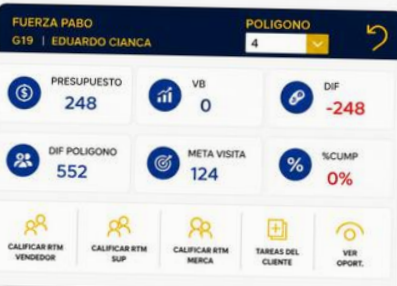 FUERZA PABO
POLIGONO
G19 | EDUARDO CIANCA
4
PRESUPUESTO
248
VB
0
DIF
-248
DIF POLIGONO
552
META VISITA
124
%
%CUMP
0%
CALIFICAR RTM
VENDEDOR
CALIFICAR RTM
SUP
CALIFICAR RTM
MERCA
TAREAS DEL
CLIENTE
VER
OPORT.